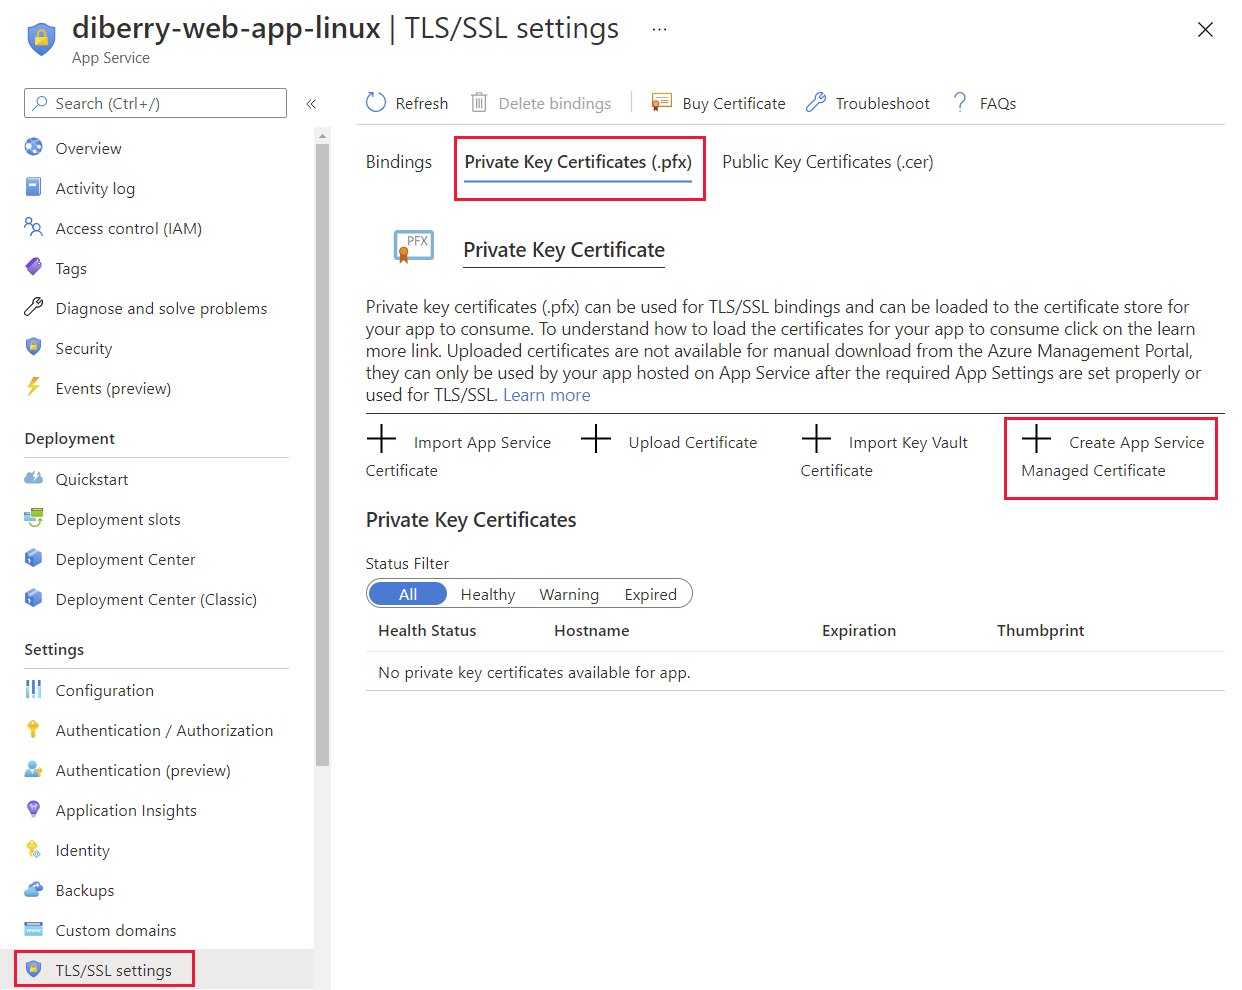 diberry-web-app-linux | TLS/SSL settings ...
App Service
Search (Ctrl+/)
«
Overview
Activity log
Access control (IAM)
Tags
Diagnose and solve problems
Security
Events (preview)
Deployment
Quickstart
Deployment slots
Deployment Center
Deployment Center (Classic)
Settings
Configuration
Authentication / Authorization
Authentication (preview)
Application Insights
Identity
Backups
Custom domains
TLS/SSL settings
Refresh
Delete bindings
Buy Certificate
Troubleshoot
? FAQs
Bindings
Private Key Certificates (.pfx)
Public Key Certificates (.cer)
PFX
Private Key Certificate
Private key certificates (.pfx) can be used for TLS/SSL bindings and can be loaded to the certificate store for
your app to consume. To understand how to load the certificates for your app to consume click on the learn
more link. Uploaded certificates are not available for manual download from the Azure Management Portal,
they can only be used by your app hosted on App Service after the required App Settings are set properly or
used for TLS/SSL. Learn more
Import App Service
Certificate
Upload Certificate
Import Key Vault
Certificate
Create App Service
Managed Certificate
Private Key Certificates
Status Filter
All Healthy Warning Expired
Health Status Hostname Expiration Thumbprint
No private key certificates available for app.